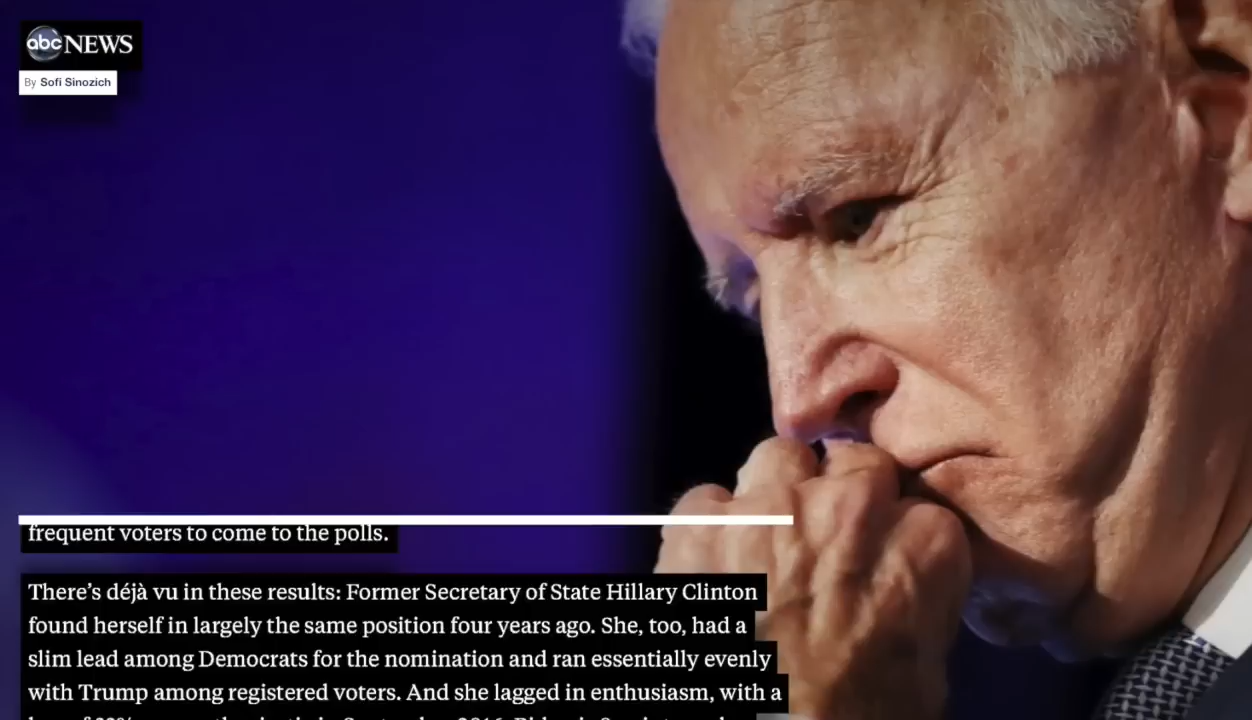 abc NEWS
By Sofi Sinozich
frequent voters to come to the polls.
There's déjà vu in these results: Former Secretary of State Hillary Clinton
found herself in largely the same position four years ago. She, too, had a
slim lead among Democrats for the nomination and ran essentially evenly
with Trump among registered voters. And she lagged in enthusiasm, with a